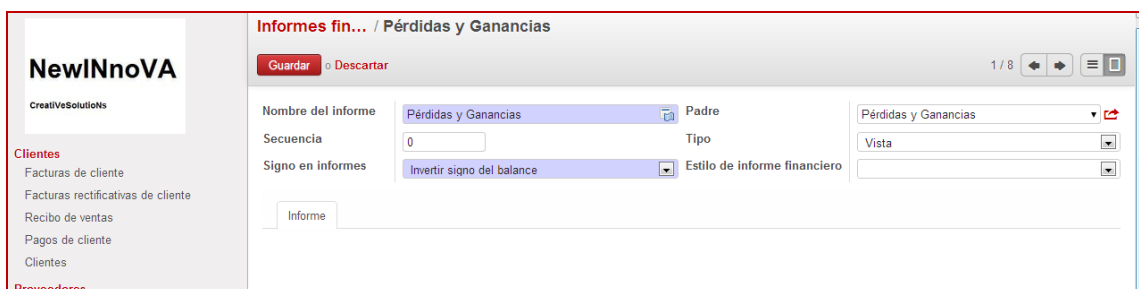 Informes fin... / Pérdidas y Ganancias
NewINnoVA
CreatiVeSolutioNs
Guardar o Descartar
1 / 8
Nombre del informe Pérdidas y Ganancias Padre Pérdidas y Ganancias
Secuencia 0 Tipo Vista
Signo en informes Invertir signo del balance Estilo de informe financiero
Informe
Clientes
Facturas de cliente
Facturas rectificativas de cliente
Recibo de ventas
Pagos de cliente
Clientes
Proveedores